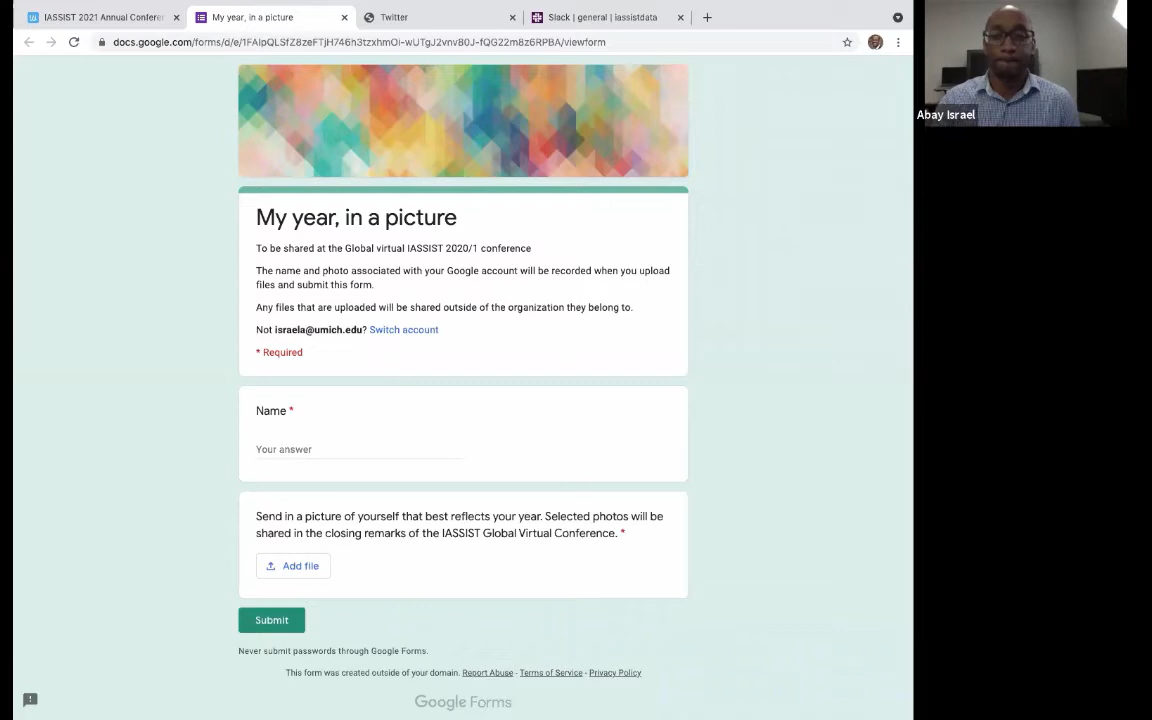 IASSIST 2021 Annual Conferen
My year, in a picture
Twitter
Slack | general | iassistdata
docs.google.com/forms/d/e/1FAIpQLSfZ8zeFTjH746h3tzxhmOi-wUTgJ2vnv80J-fQG22m8z6RPBA/viewform
Abay Israel
My year, in a picture
To be shared at the Global virtual IASSIST 2020/1 conference
The name and photo associated with your Google account will be recorded when you upload
files and submit this form.
Any files that are uploaded will be shared outside of the organization they belong to.
Not israela@umich.edu? Switch account
* Required
Name *
Your answer
Send in a picture of yourself that best reflects your year. Selected photos will be
shared in the closing remarks of the IASSIST Global Virtual Conference. *
Add file
Submit
Never submit passwords through Google Forms.
This form was created outside of your domain. Report Abuse - Terms of Service - Privacy Policy
Google Forms